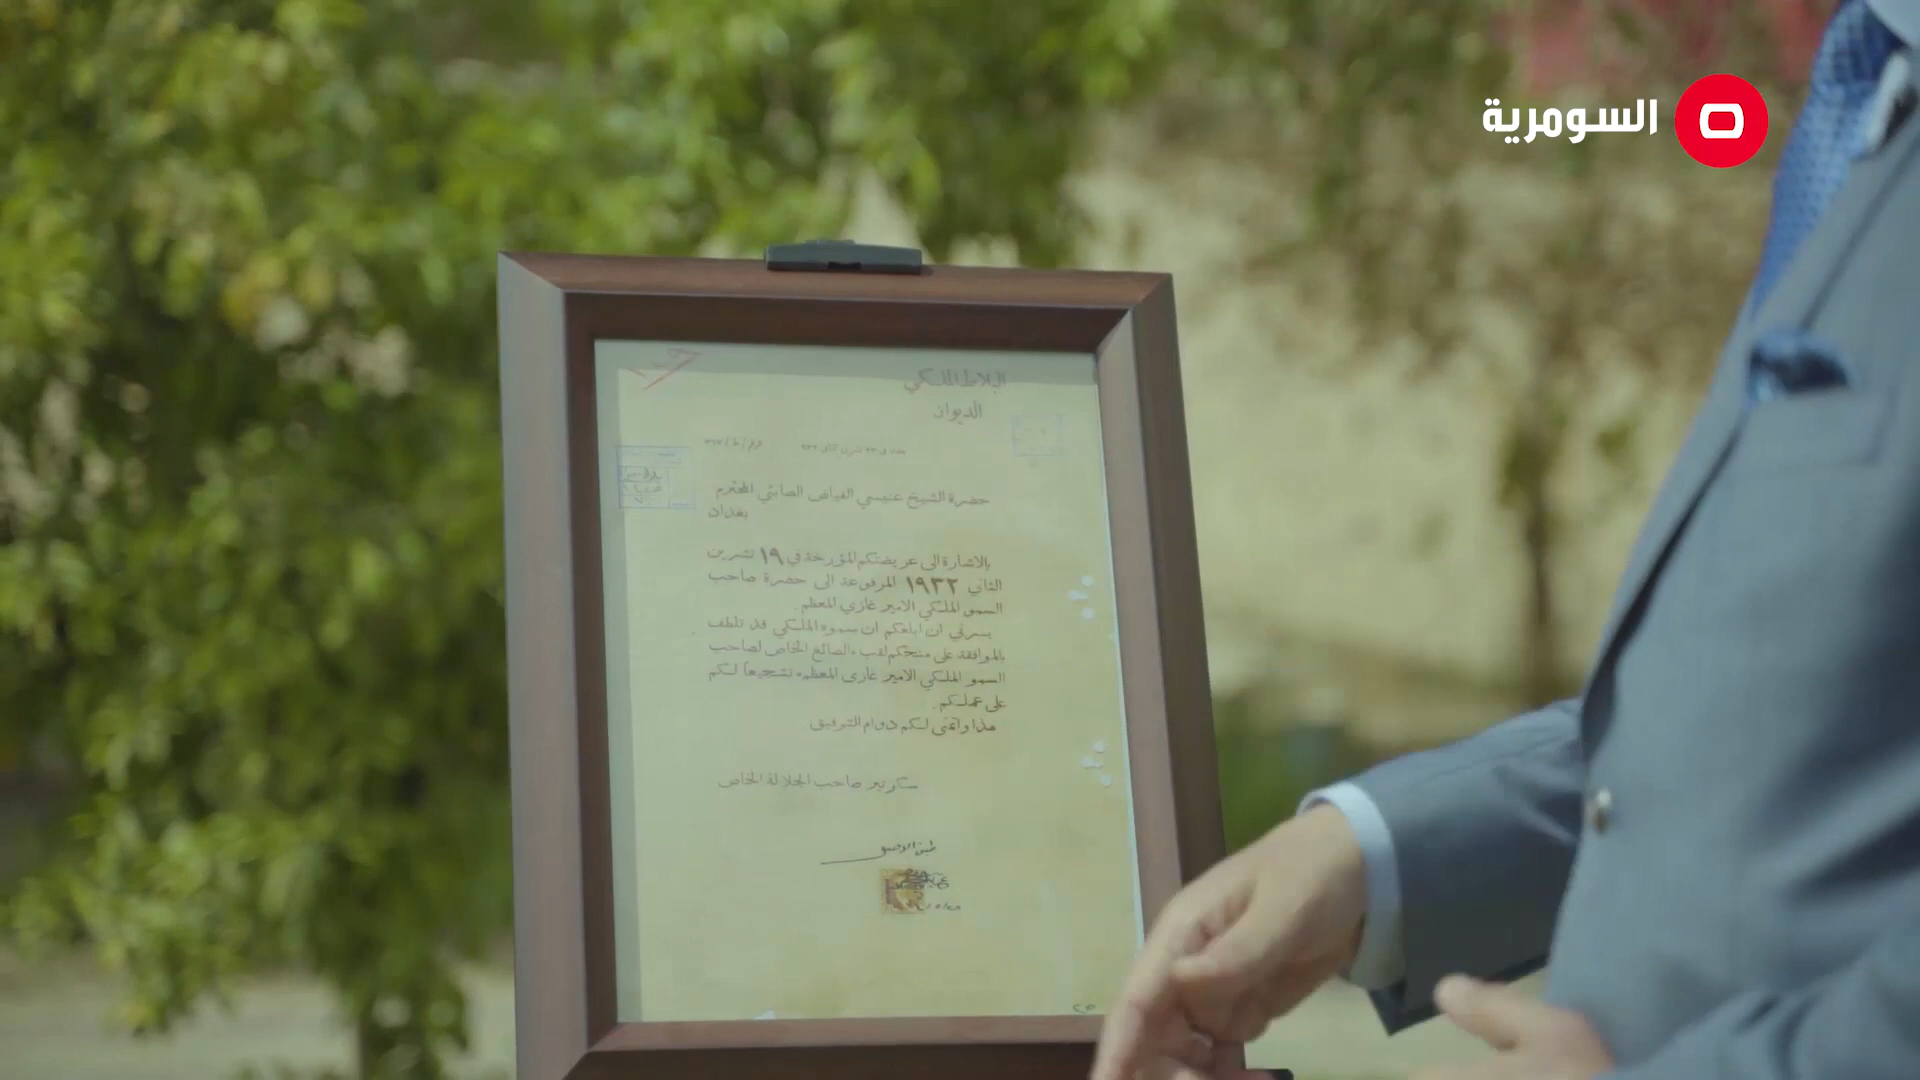 السومرية
البلاط الملكي
الديوان
حضرة الشيخ عنيسي الفياض الصابئي المحترم
بغداد
بالاشارة الى عريضتكم المؤرخة في ١٩ تشرين
الثاني ١٩٣٢ المرفوعة الى حضرة صاحب
السمو الملكي الامير غازي المعظم.
يسرني ان ابلغكم ان سموه الملكي قد تلطف
بالموافقة على منحكم لقب «الصائغ الخاص لصاحب
السمو الملكي الامير غازي المعظم» تشجيعاً لكم
على عملكم.
هذا واتمنى لكم دوام التوفيق
سكرتير صاحب الجلالة الخاص
طبق الاصل